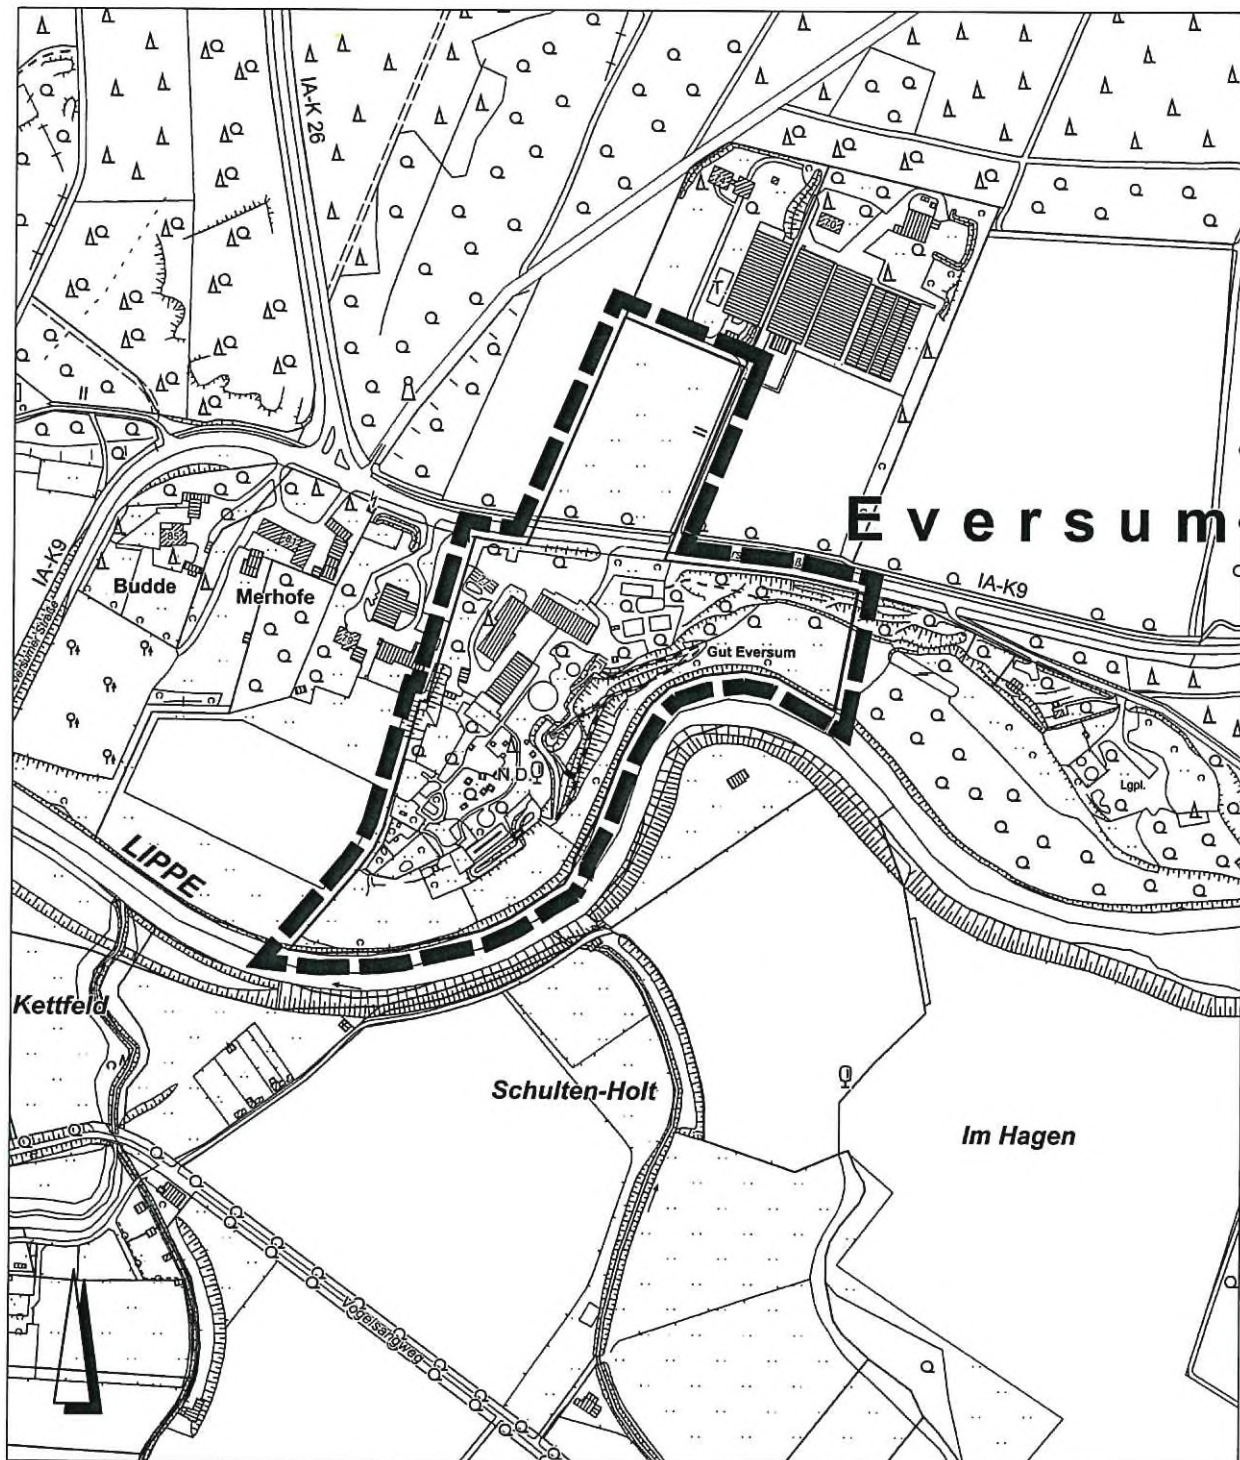 IA-K 26
T
Eversum
IA-K9
IA-K9
85
Budde
Merhofe
Gut Eversum
N.D.
Lgpl.
LIPPE
Kettfeld
Schulten-Holt
Im Hagen
Vogelsangweg